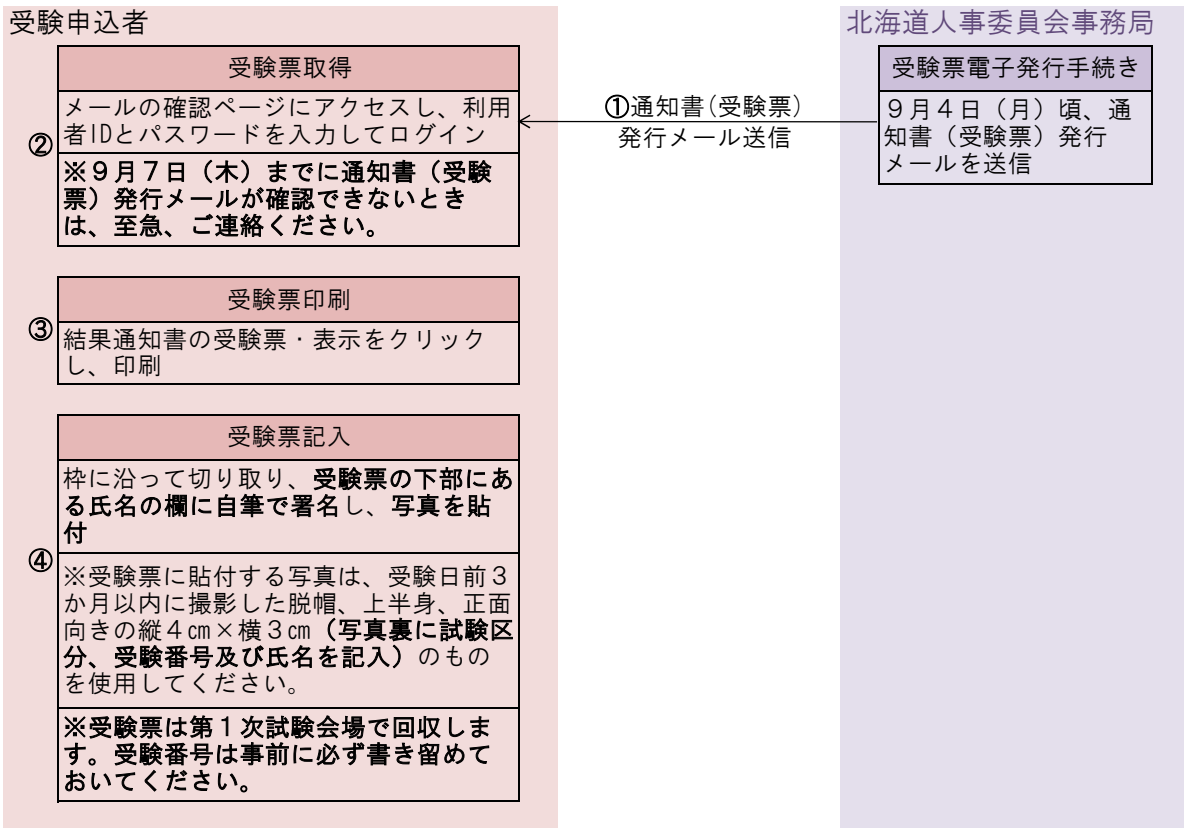 受験申込者
北海道人事委員会事務局
受験票電子発行手続き
９月４日（月）頃、通
知書（受験票）発行
メールを送信
①通知書(受験票)
発行メール送信
②
受験票取得
メールの確認ページにアクセスし、利用
者IDとパスワードを入力してログイン
※９月７日（木）までに通知書（受験
票）発行メールが確認できないとき
は、至急、ご連絡ください。
③
受験票印刷
結果通知書の受験票・表示をクリック
し、印刷
④
受験票記入
枠に沿って切り取り、受験票の下部にあ
る氏名の欄に自筆で署名し、写真を貼
付
※受験票に貼付する写真は、受験日前３
か月以内に撮影した脱帽、上半身、正面
向きの縦４㎝×横３㎝（写真裏に試験区
分、受験番号及び氏名を記入）のもの
を使用してください。
※受験票は第１次試験会場で回収しま
す。受験番号は事前に必ず書き留めて
おいてください。